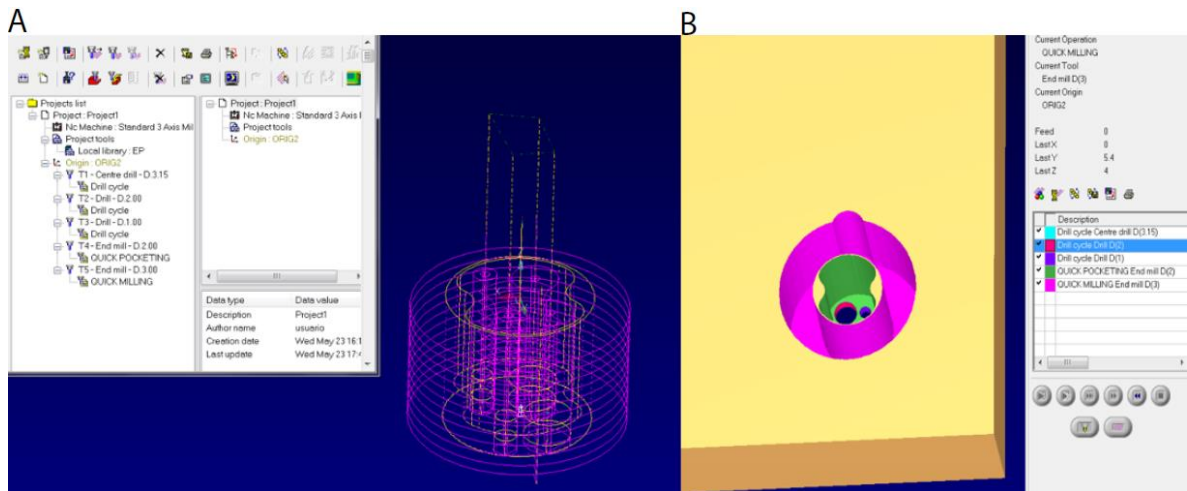 A
Projects list
Project : Project1
Nc Machine : Standard 3 Axis Mil
Project tools
Local library : EP
Origin : ORIG2
T1 - Centre drill - D.3.15
Drill cycle
T2 - Drill - D.2.00
Drill cycle
T3 - Drill - D.1.00
Drill cycle
T4 - End mill - D.2.00
QUICK POCKETING
T5 - End mill - D.3.00
QUICK MILLING
Project : Project1
Nc Machine : Standard 3 Axis
Project tools
Origin : ORIG2
Data type Data value
Description Project1
Author name usuario
Creation date Wed May 23 16:1
Last update Wed May 23 17:4
B
Current Operation
QUICK MILLING
Current Tool
End mill D(3)
Current Origin
ORIG2
Feed 0
Last X 0
Last Y 5.4
Last Z 4
Description
Drill cycle Centre drill D(3.15)
Drill cycle Drill D(2)
Drill cycle Drill D(1)
QUICK POCKETING End mill D(2)
QUICK MILLING End mill D(3)